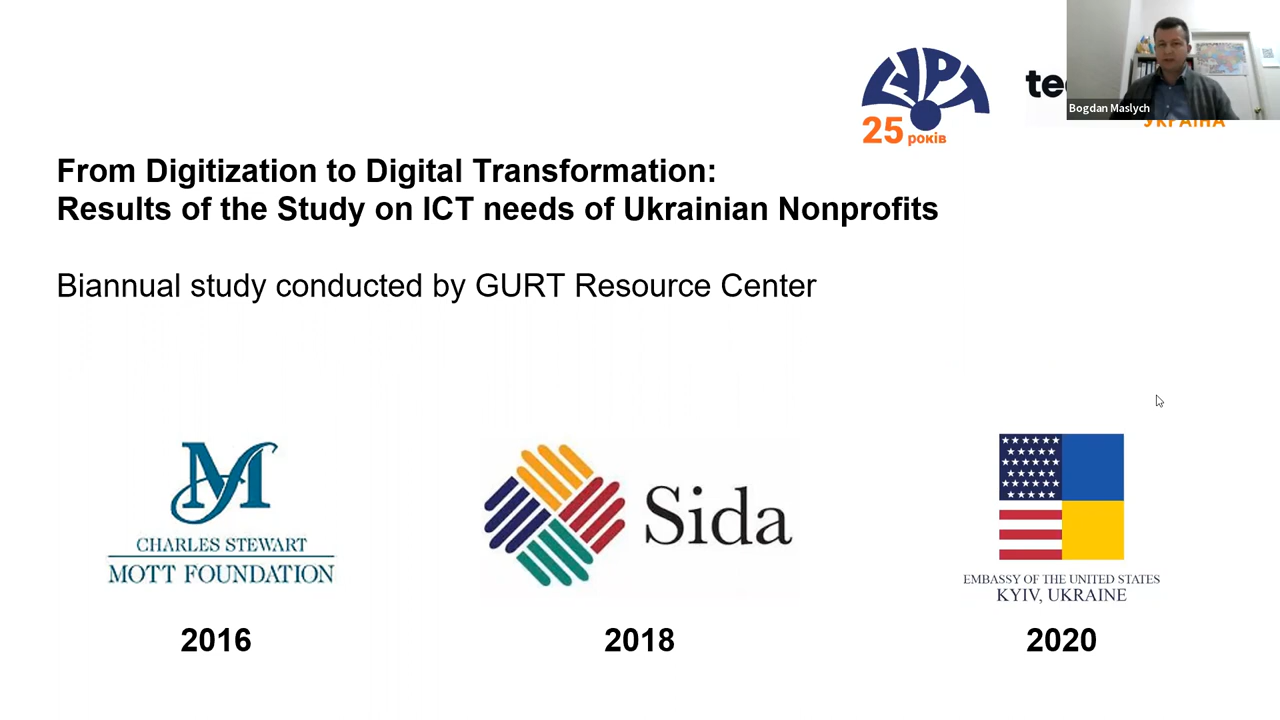 ГУРТ
25 років
Bogdan Maslych
УКРАЇНА
From Digitization to Digital Transformation:
Results of the Study on ICT needs of Ukrainian Nonprofits
Biannual study conducted by GURT Resource Center
CHARLES STEWART
MOTT FOUNDATION
Sida
EMBASSY OF THE UNITED STATES
KYIV, UKRAINE
2016
2018
2020